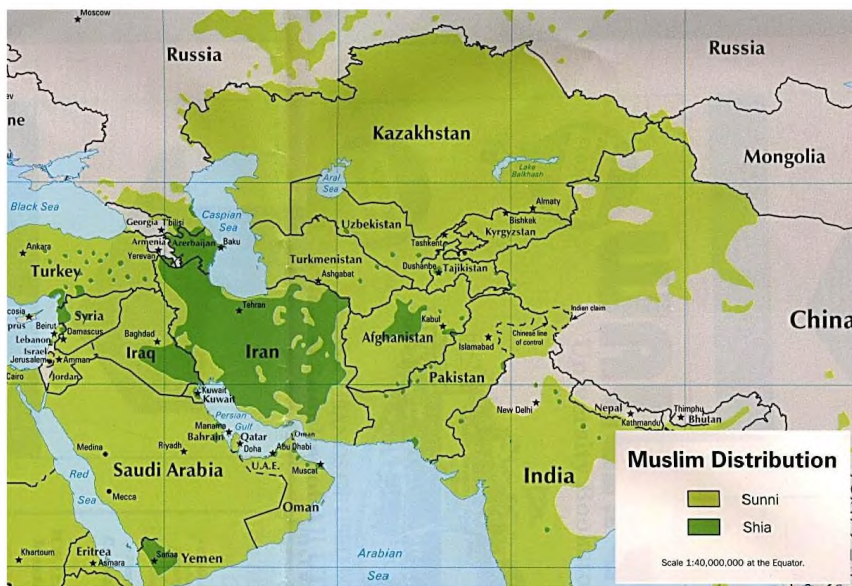 Moscow
Russia
Russia
ne
Kazakhstan
Mongolia
Aral
Sea
Lake
Balkhash
Black Sea
Caspian
Sea
Georgia
Tbilisi
Almaty
Bishkek
Uzbekistan
Kyrgyzstan
Ankara
Armenia
Yerevan
Azerbaijan
Baku
Tashkent
Turkmenistan
Ashgabat
Dushanbe
Tajikistan
Turkey
Tehran
Indian claim
cosia
prus
Syria
Beirut
Damascus
Lebanon
Israel
Jerusalem
Amman
Jordan
Cairo
Baghdad
Iraq
Iran
Kabul
Afghanistan
Islamabad
Chinese line
of control
China
Kuwait
Kuwait
Pakistan
New Delhi
Nepal
Kathmandu
Thimphu
Bhutan
Persian
Gulf
Manama
Bahrain
Qatar
Doha
Oman
Abu Dhabi
U.A.E.
Muscat
Medina
Riyadh
Saudi Arabia
Mecca
Red
Sea
Oman
India
Khartoum
Eritrea
Asmara
Sanaa
Yemen
Arabian
Sea
Muslim Distribution
Sunni
Shia
Scale 1:40,000,000 at the Equator.